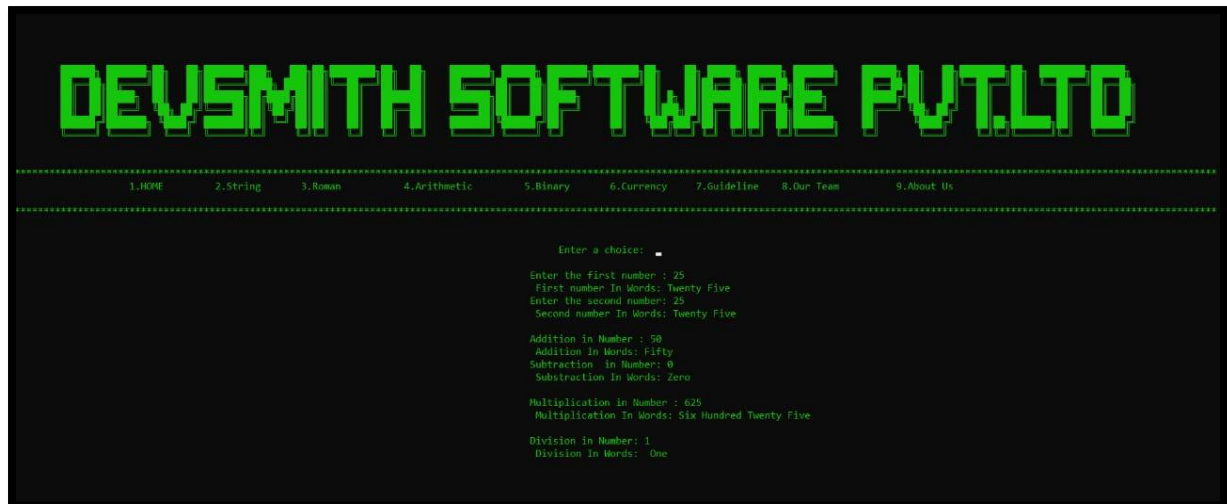 DEVSMITH SOFTWARE PVT.LTD
********************************************************************************************************************************************************************************************************************
1.HOME 2.String 3.Roman 4.Arithmetic 5.Binary 6.Currency 7.Guideline 8.Our Team 9.About Us
********************************************************************************************************************************************************************************************************************
Enter a choice:
Enter the first number : 25
First number In Words: Twenty Five
Enter the second number: 25
Second number In Words: Twenty Five
Addition in Number : 50
Addition In Words: Fifty
Subtraction in Number: 0
Substraction In Words: Zero
Multiplication in Number : 625
Multiplication In Words: Six Hundred Twenty Five
Division in Number: 1
Division In Words: One